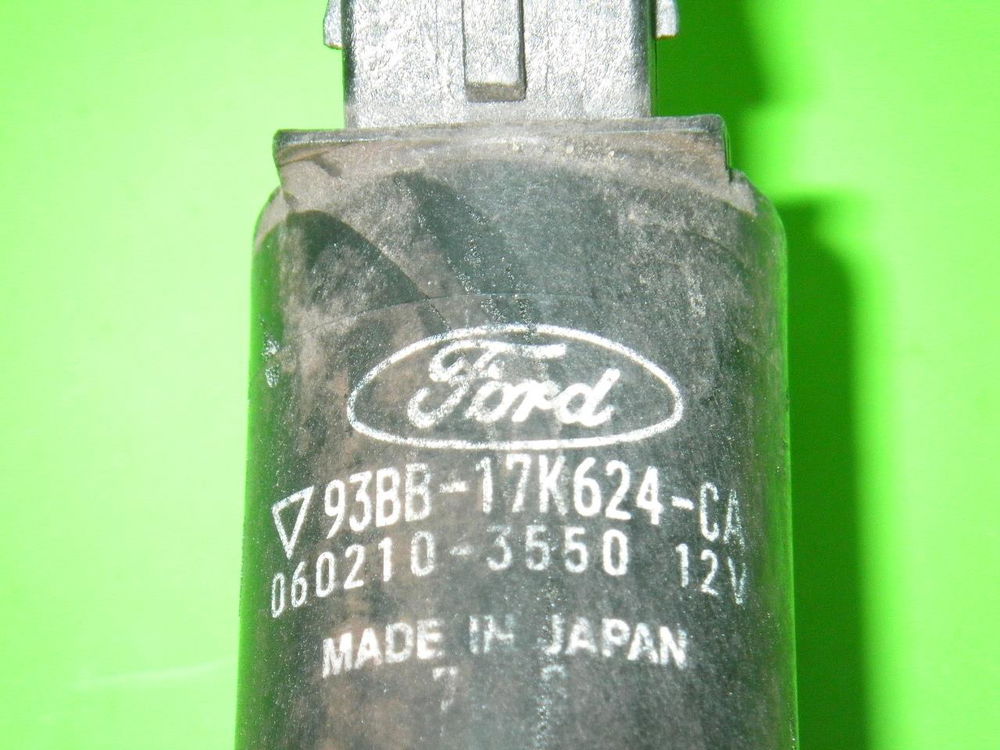 Ford
93BB-17K624-CA
060210-3550 12V
MADE IN JAPAN